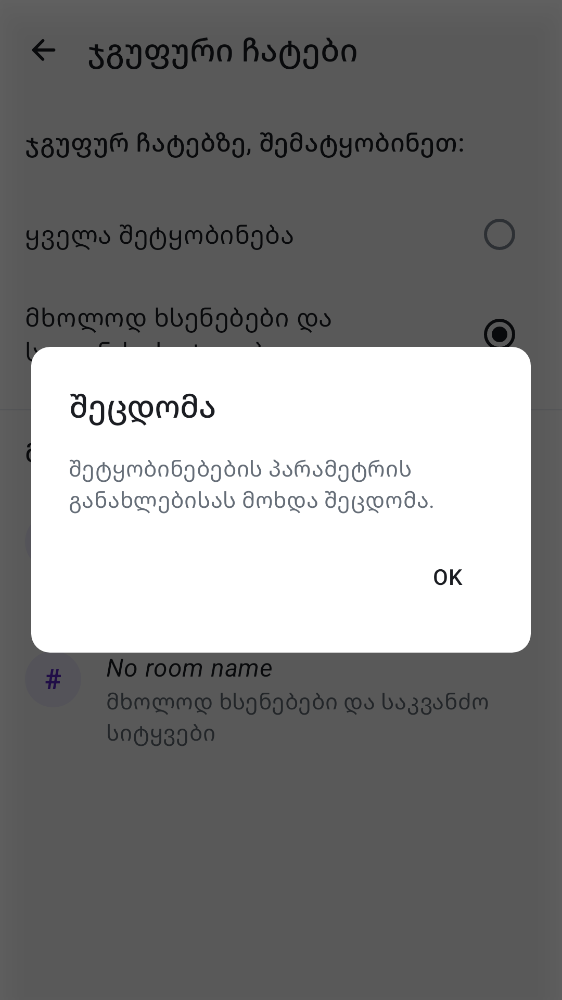 ჯგუფური ჩატები
ჯგუფურ ჩატებზე, შემატყობინეთ:
ყველა შეტყობინება
მხოლოდ ხსენებები და
შეცდომა
შეტყობინებების პარამეტრის
განახლებისას მოხდა შეცდომა.
OK
#
No room name
მხოლოდ ხსენებები და საკვანძო
სიტყვები